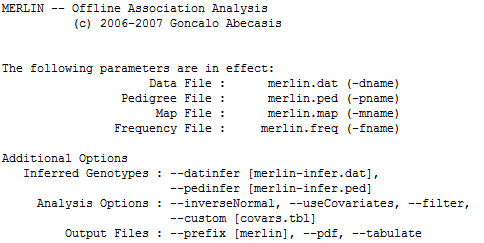 MERLIN -- Offline Association Analysis
(c) 2006-2007 Goncalo Abecasis
The following parameters are in effect:
Data File : merlin.dat (-dname)
Pedigree File : merlin.ped (-pname)
Map File : merlin.map (-mname)
Frequency File : merlin.freq (-fname)
Additional Options
Inferred Genotypes : --datinfer [merlin-infer.dat],
--pedinfer [merlin-infer.ped]
Analysis Options : --inverseNormal, --useCovariates, --filter,
--custom [covars.tbl]
Output Files : --prefix [merlin], --pdf, --tabulate